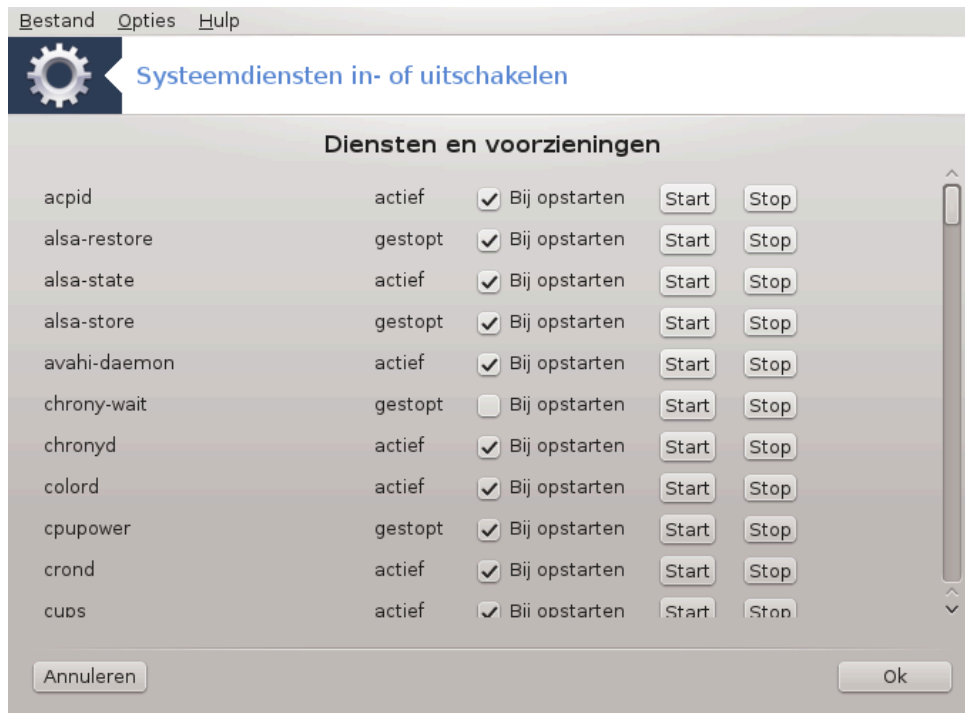 Bestand Opties Hulp
Systeemdiensten in- of uitschakelen
Diensten en voorzieningen
acpid actief Bij opstarten Start Stop
alsa-restore gestopt Bij opstarten Start Stop
alsa-state actief Bij opstarten Start Stop
alsa-store gestopt Bij opstarten Start Stop
avahi-daemon actief Bij opstarten Start Stop
chrony-wait gestopt Bij opstarten Start Stop
chronyd actief Bij opstarten Start Stop
colord actief Bij opstarten Start Stop
cpupower gestopt Bij opstarten Start Stop
crond actief Bij opstarten Start Stop
cups actief Bij opstarten Start Stop
Annuleren Ok